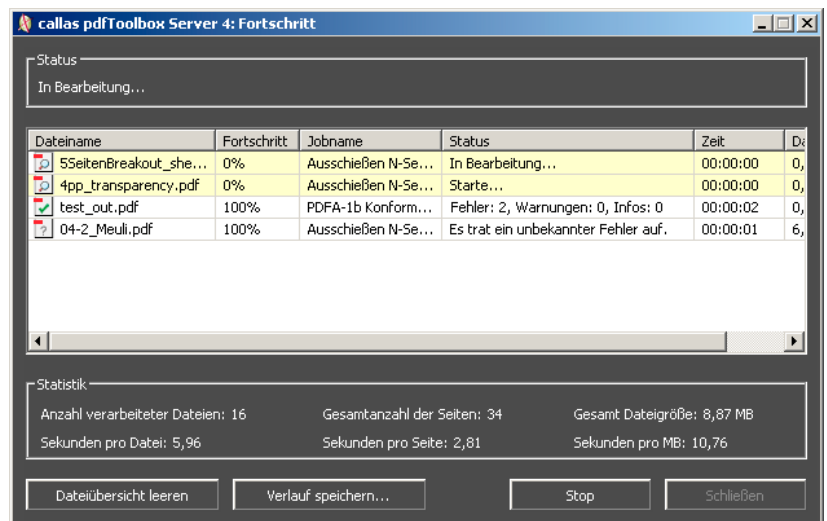 callas pdfToolbox Server 4: Fortschritt
Status
In Bearbeitung...
Dateiname Fortschritt Jobname Status Zeit Da
5SeitenBreakout_she... 0% Ausschießen N-Se... In Bearbeitung... 00:00:00 0,
4pp_transparency.pdf 0% Ausschießen N-Se... Starte... 00:00:00 0,
test_out.pdf 100% PDFA-1b Konform... Fehler: 2, Warnungen: 0, Infos: 0 00:00:02 0,
04-2_Meuli.pdf 100% Ausschießen N-Se... Es trat ein unbekannter Fehler auf. 00:00:01 6,
Statistik
Anzahl verarbeiteter Dateien: 16 Gesamtanzahl der Seiten: 34 Gesamt Dateigröße: 8,87 MB
Sekunden pro Datei: 5,96 Sekunden pro Seite: 2,81 Sekunden pro MB: 10,76
Dateiübersicht leeren Verlauf speichern... Stop Schließen